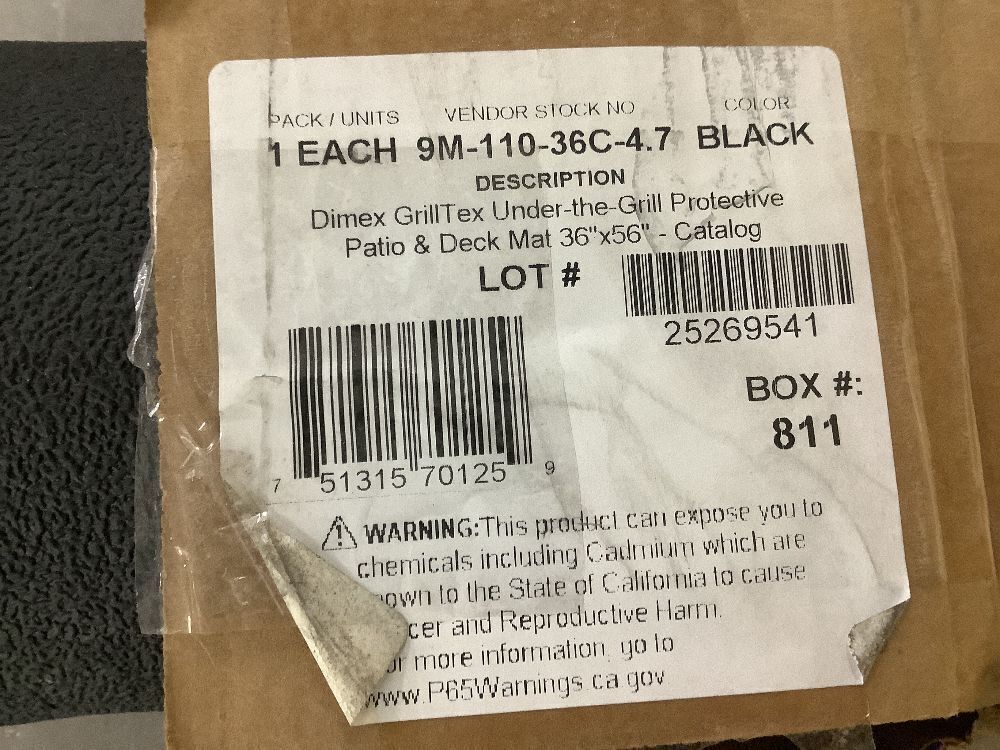 PACK / UNITS VENDOR STOCK NO COLOR
1 EACH 9M-110-36C-4.7 BLACK
DESCRIPTION
Dimex GrillTex Under-the-Grill Protective
Patio & Deck Mat 36"x56" - Catalog
LOT #
25269541
BOX #:
811
7 51315 70125 9
WARNING:This product can expose you to
chemicals including Cadmium which are
to the State of California to cause
and Reproductive Harm.
more information, go to
www.P65Warnings.ca.gov